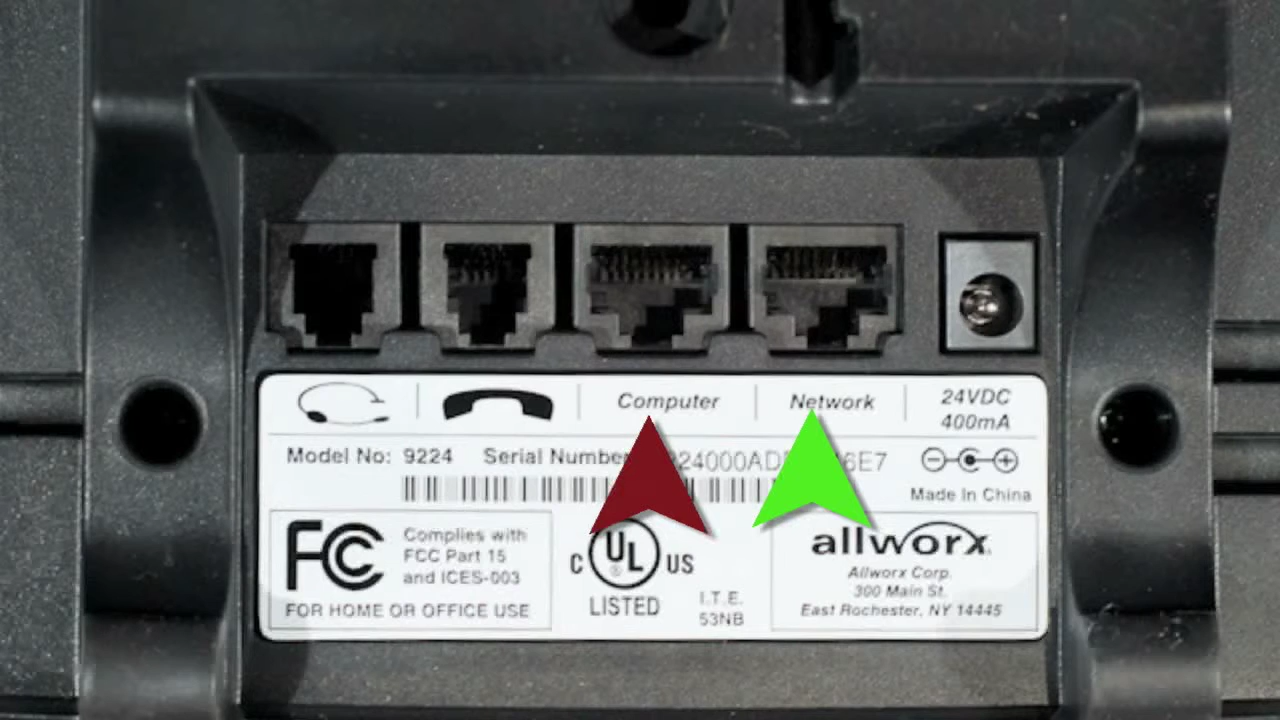 Computer Network 24VDC
400mA
Model No: 9224 Serial Number 24000AD 6E7
Made In China
FC
Complies with
FCC Part 15
and ICES-003
FOR HOME OR OFFICE USE
C UL ® US
LISTED
I.T.E.
53NB
allworx
Allworx Corp.
300 Main St.
East Rochester, NY 14445